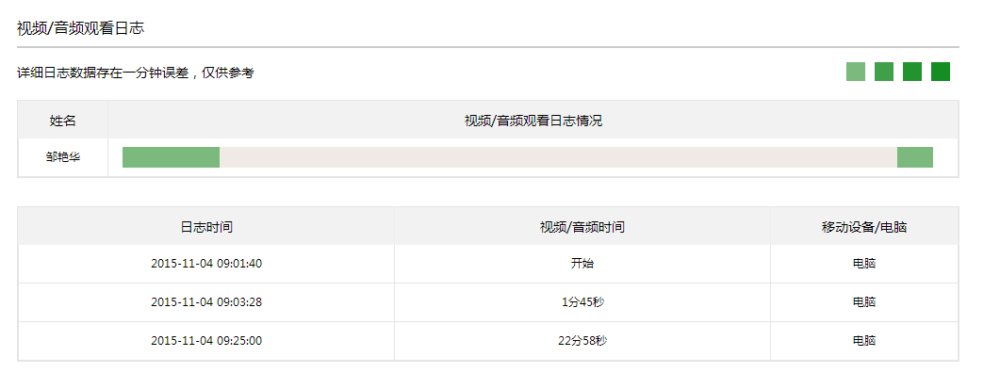 视频/音频观看日志
详细日志数据存在一分钟误差，仅供参考
姓名 视频/音频观看日志情况
邹艳华
日志时间 视频/音频时间 移动设备/电脑
2015-11-04 09:01:40 开始 电脑
2015-11-04 09:03:28 1分45秒 电脑
2015-11-04 09:25:00 22分58秒 电脑